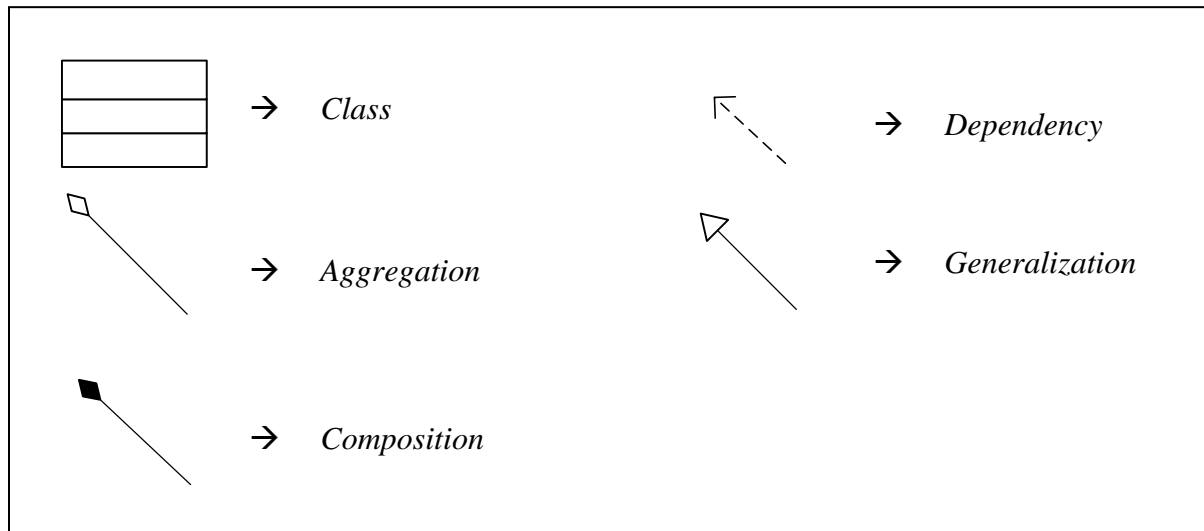 → Class
→ Aggregation
→ Composition
→ Dependency
→ Generalization